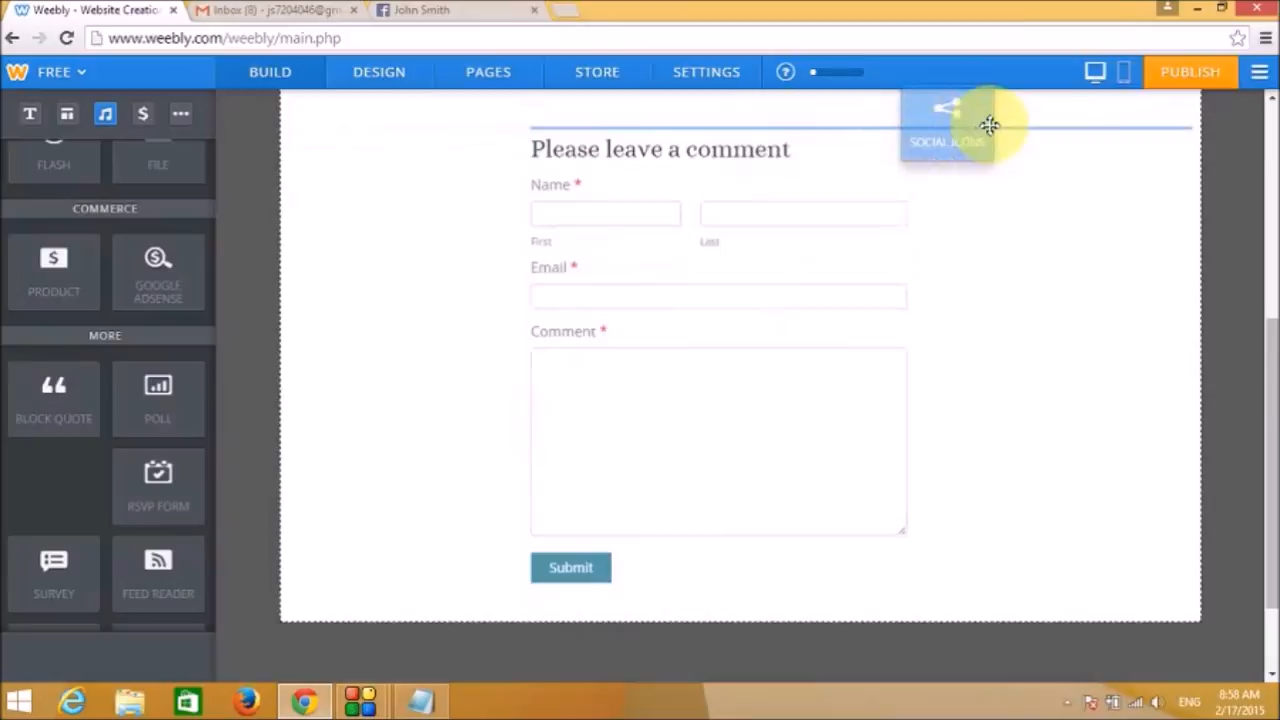 Weebly - Website Creatio
Inbox (8) - js7204046@gm
John Smith
www.weebly.com/weebly/main.php
FREE
BUILD
DESIGN
PAGES
STORE
SETTINGS
PUBLISH
FLASH
FILE
SOCIAL ICONS
Please leave a comment
Name *
First
Last
Email *
Comment *
Submit
COMMERCE
PRODUCT
GOOGLE
ADSENSE
MORE
BLOCK QUOTE
POLL
RSVP FORM
SURVEY
FEED READER
ENG
8:58 AM
2/17/2015